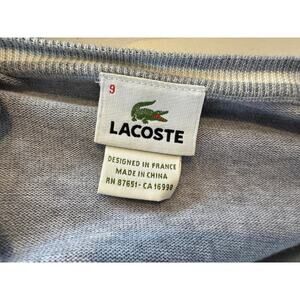 9
LACOSTE
DESIGNED IN FRANCE
MADE IN CHINA
RN 87651 - CA 16998